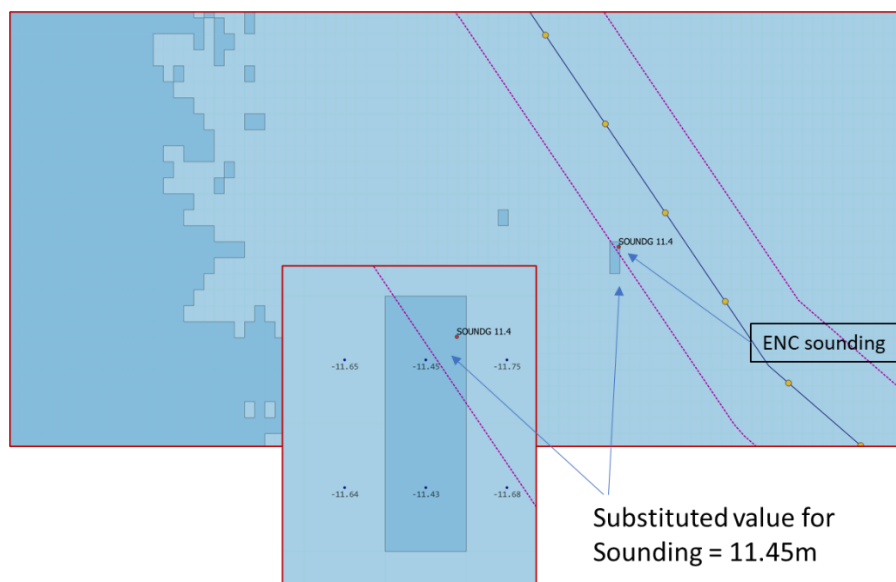 SOUNDG 11.4
ENC sounding
SOUNDG 11.4
-11.65 -11.45 -11.75
-11.64 -11.43 -11.68
Substituted value for
Sounding = 11.45m